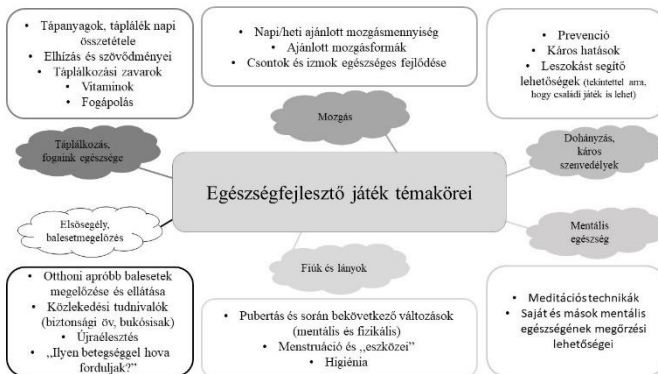 Tápanyagok, táplálék napi
összetétele
Elhízás és szövődményei
Táplálkozási zavarok
Vitaminok
Fogápolás
Napi/heti ajánlott mozgásmennyiség
Ajánlott mozgásformák
Csontok és izmok egészséges fejlődése
Prevenció
Káros hatások
Leszokást segítő
lehetőségek (tekintettel arra,
hogy családi játék is lehet)
Táplálkozás,
fogaink egészsége
Mozgás
Dohányzás,
káros
szenvedélyek
Egészségfejlesztő játék témakörei
Elsősegély,
balesetmegelőzés
Fiúk és lányok
Mentális
egészség
Otthoni apróbb balesetek
megelőzése és ellátása
Közlekedési tudnivalók
(biztonsági öv, bukósisak)
Újraélesztés
„Ilyen betegséggel hova
forduljak?”
Pubertás és során bekövetkező változások
(mentális és fizikális)
Menstruáció és „eszközei”
Higiénia
Meditációs technikák
Saját és mások mentális
egészségének megőrzési
lehetőségei